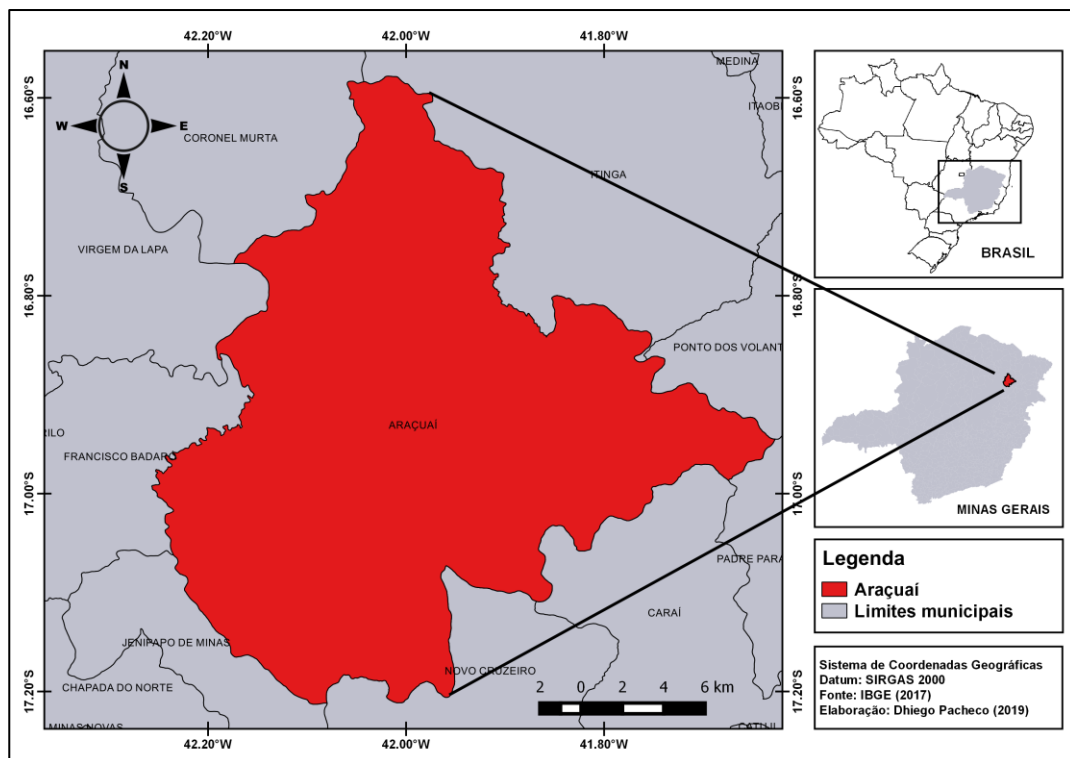 42.20°W 42.00°W 41.80°W
N
W E
S
MEDINA
16.60°S 16.60°S
ITAOBI
CORONEL MURTA
ITINGA
VIRGEM DA LAPA
16.80°S 16.80°S
PONTO DOS VOLANT
ARAÇUAÍ
RILO
FRANCISCO BADARÓ
17.00°S 17.00°S
PADRE PARA
CARAÍ
JENIPAPO DE MINAS
NOVO CRUZEIRO
CHAPADA DO NORTE
2 0 2 4 6 km
17.20°S 17.20°S
MINAS NOVAS
CATUJI
42.20°W 42.00°W 41.80°W
BRASIL
MINAS GERAIS
Legenda
Araçuaí
Limites municipais
Sistema de Coordenadas Geográficas
Datum: SIRGAS 2000
Fonte: IBGE (2017)
Elaboração: Dhiego Pacheco (2019)